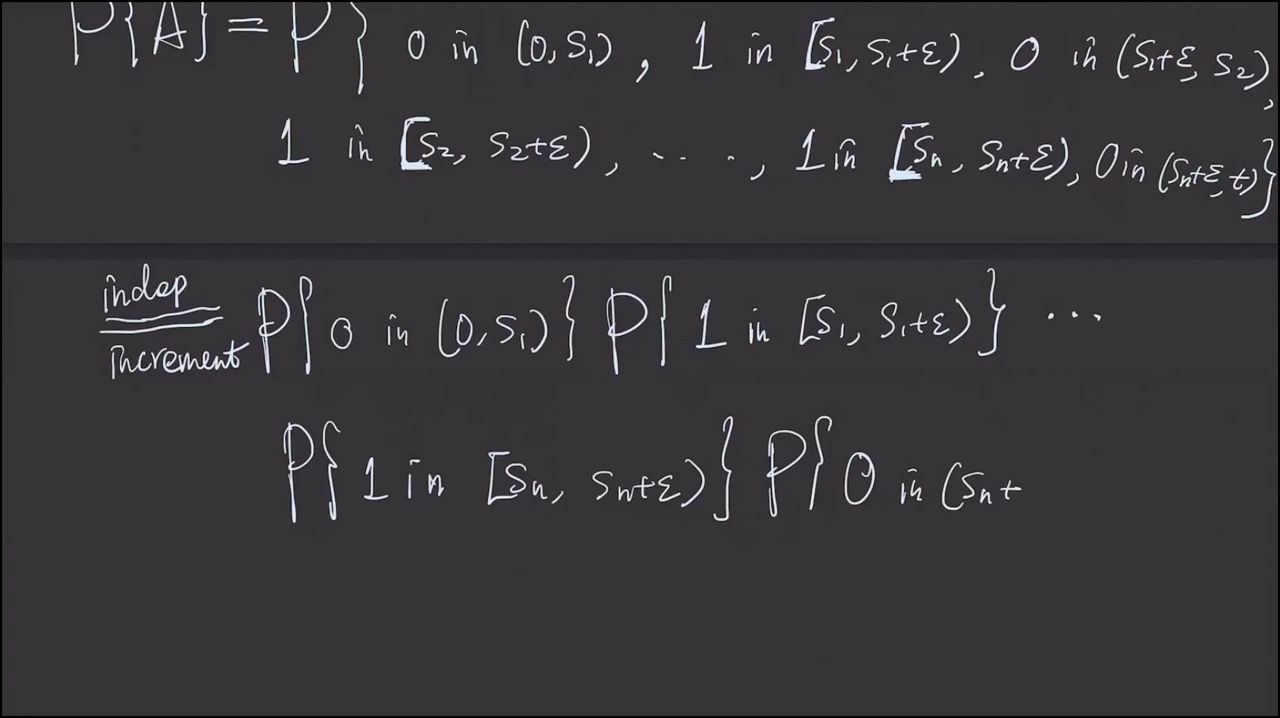 P{A} = P{ 0 in (0, S₁), 1 in [S₁, S₁+ε), 0 in (S₁+ε, S₂),
1 in [S₂, S₂+ε), ....., 1 in [Sn, Sn+ε), 0 in (Sn+ε, t)}
indep
increment P{ 0 in (0, S₁)} P{ 1 in [S₁, S₁+ε)} ...
P{ 1 in [Sn, Sn+ε)} P{ 0 in (Sn+